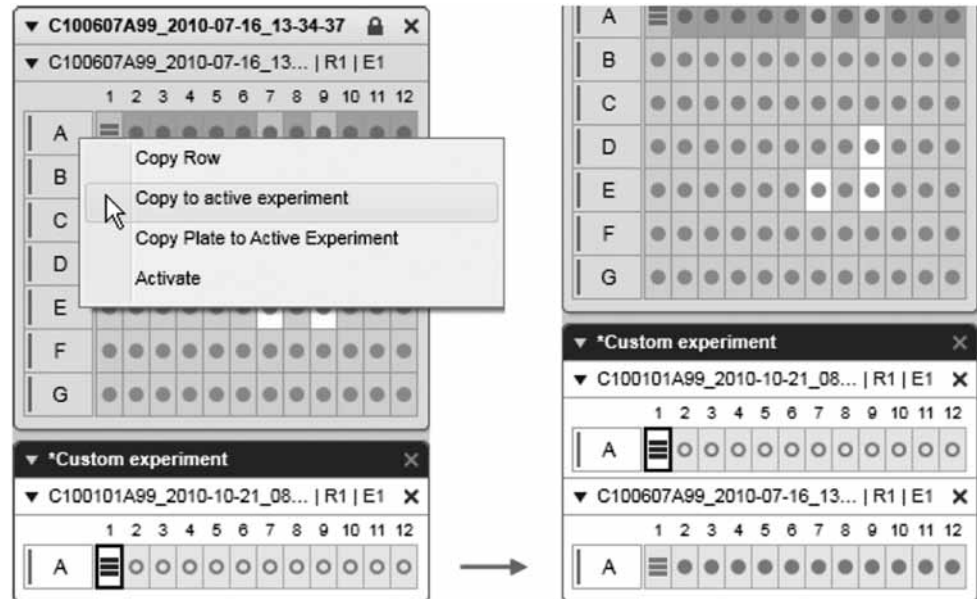 C100607A99_2010-07-16_13-34-37
C100607A99_2010-07-16_13... | R1 | E1
1 2 3 4 5 6 7 8 9 10 11 12
A
Copy Row
B
Copy to active experiment
C
Copy Plate to Active Experiment
D
Activate
E
F
G
*Custom experiment
C100101A99_2010-10-21_08... | R1 | E1
1 2 3 4 5 6 7 8 9 10 11 12
A
A
B
C
D
E
F
G
*Custom experiment
C100101A99_2010-10-21_08... | R1 | E1
1 2 3 4 5 6 7 8 9 10 11 12
A
C100607A99_2010-07-16_13... | R1 | E1
1 2 3 4 5 6 7 8 9 10 11 12
A